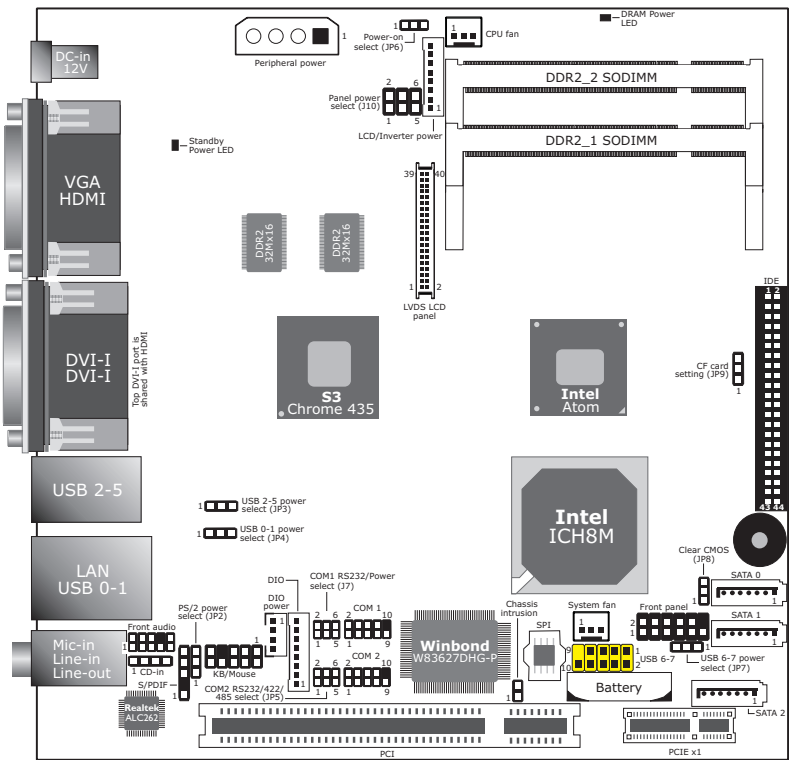 DC-in
12V
1
Peripheral power
Power-on
select (JP6)
1
1
CPU fan
DRAM Power
LED
Panel power
select (J10)
2 6
1 5
1
LCD/Inverter power
DDR2_2 SODIMM
DDR2_1 SODIMM
Standby
Power LED
VGA
HDMI
39 40
1 2
LVDS LCD
panel
DDR2
32Mx16
DDR2
32Mx16
IDE
1 2
43 44
DVI-I
DVI-I
Top DVI-I port is
shared with HDMI
S3
Chrome 435
Intel
Atom
CF card
setting (JP9)
1
USB 2-5
1
USB 2-5 power
select (JP3)
1
USB 0-1 power
select (JP4)
Intel
ICH8M
LAN
USB 0-1
Clear CMOS
(JP8)
1
SATA 0
1
PS/2 power
select (JP2)
DIO
DIO
power
COM1 RS232/Power
select (J7)
COM 1
2 6
1 5
2 10
1 9
Chassis
intrusion
1
SPI
System fan
1
Front panel
2
1
SATA 1
1
Mic-in
Line-in
Line-out
Front audio
1
1 CD-in
S/PDIF
1
1
1
KB/Mouse
1
1
1
COM 2
2 6
1 5
2 10
1 9
COM2 RS232/422/
485 select (JP5)
Winbond
W83627DHG-P
9 1
10 2
USB 6-7
1
USB 6-7 power
select (JP7)
Battery
1
SATA 2
Realtek
ALC262
PCI
PCIE x1